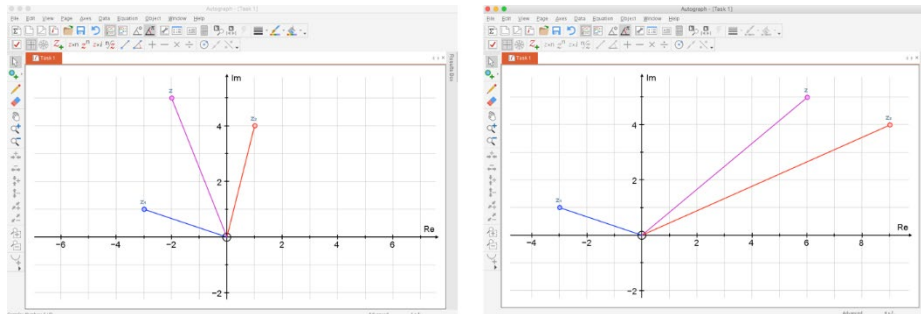 Autograph - [Task 1]
File Edit View Page Axes Data Equation Object Window Help
Task 1
Im
Z
Z₂
4
Z₁
2
Re
-6 -4 -2 2 4 6
-2
Autograph - [Task 1]
File Edit View Page Axes Data Equation Object Window Help
Task 1
Im
Z
4
Z₂
2
Z₁
Re
-4 -2 2 4 6 8
-2
Advanced